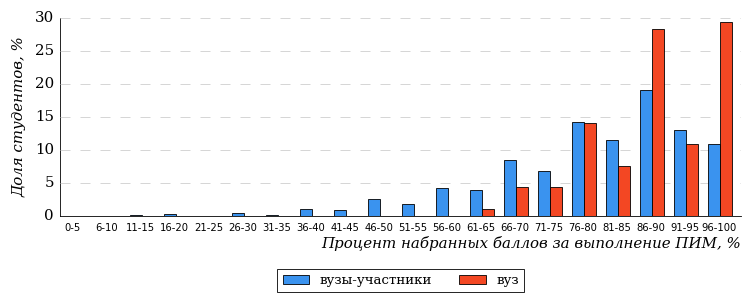 30
25
20
15
10
5
0
Доля студентов, %
0-5 6-10 11-15 16-20 21-25 26-30 31-35 36-40 41-45 46-50 51-55 56-60 61-65 66-70 71-75 76-80 81-85 86-90 91-95 96-100
Процент набранных баллов за выполнение ПИМ, %
вузы-участники вуз